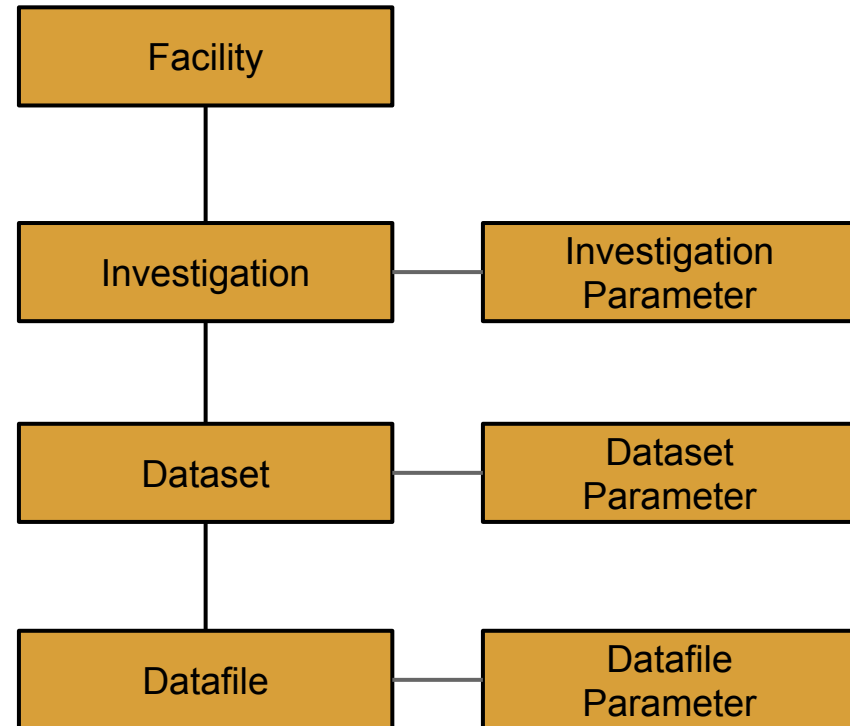 Facility
Investigation
Investigation
Parameter
Dataset
Dataset
Parameter
Datafile
Datafile
Parameter